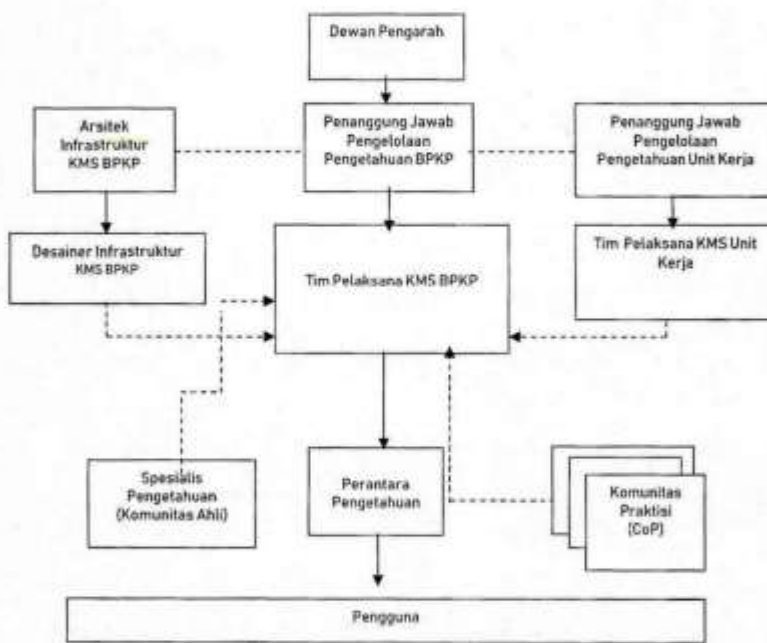 Dewan Pengarah
Arsitek
Infrastruktur
KMS BPKP
Penanggung Jawab
Pengelolaan
Pengetahuan BPKP
Penanggung Jawab
Pengelolaan
Pengetahuan Unit Kerja
Desainer Infrastruktur
KMS BPKP
Tim Pelaksana KMS BPKP
Tim Pelaksana KMS Unit
Kerja
Spesialis
Pengetahuan
(Komunitas Ahli)
Perantara
Pengetahuan
Komunitas
Praktisi
(CoP)
Pengguna